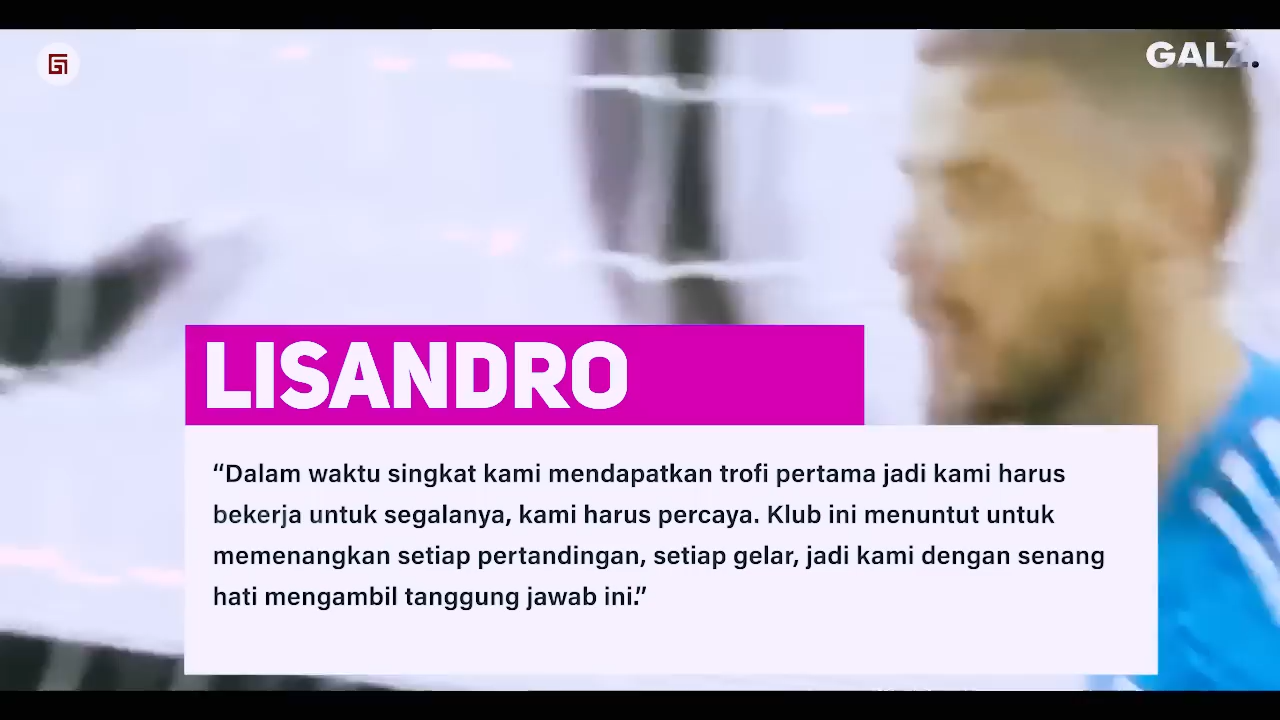 GALZ.
LISANDRO
“Dalam waktu singkat kami mendapatkan trofi pertama jadi kami harus
bekerja untuk segalanya, kami harus percaya. Klub ini menuntut untuk
memenangkan setiap pertandingan, setiap gelar, jadi kami dengan senang
hati mengambil tanggung jawab ini.”